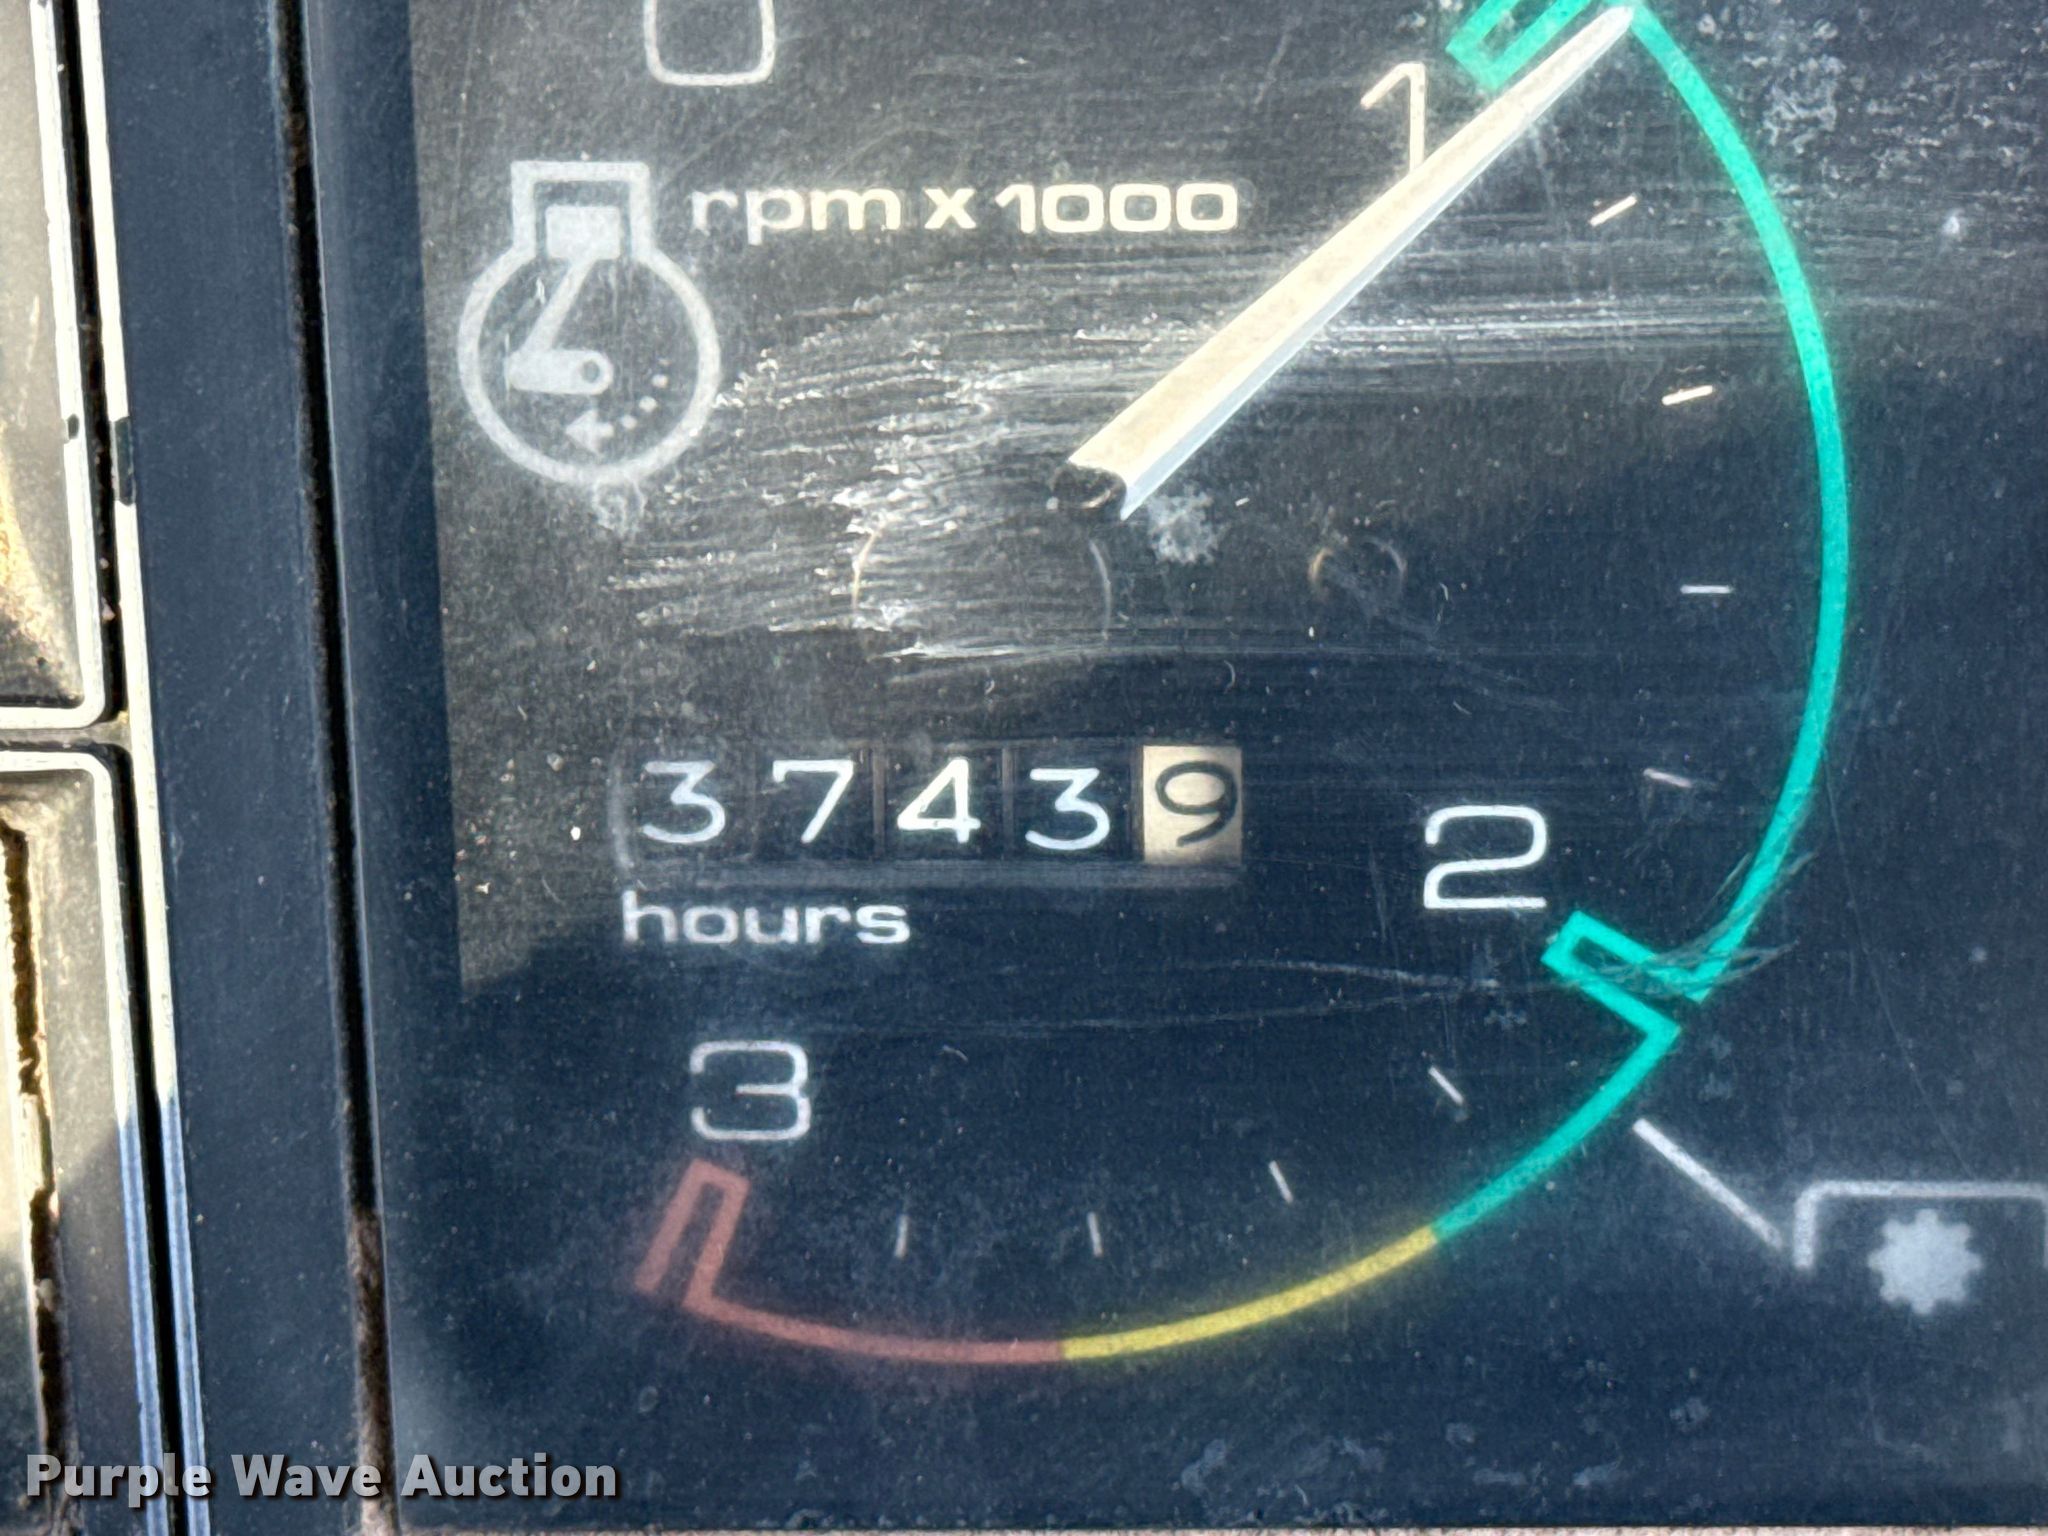 1
rpm x 1000
37439
2
hours
3
Purple Wave Auction